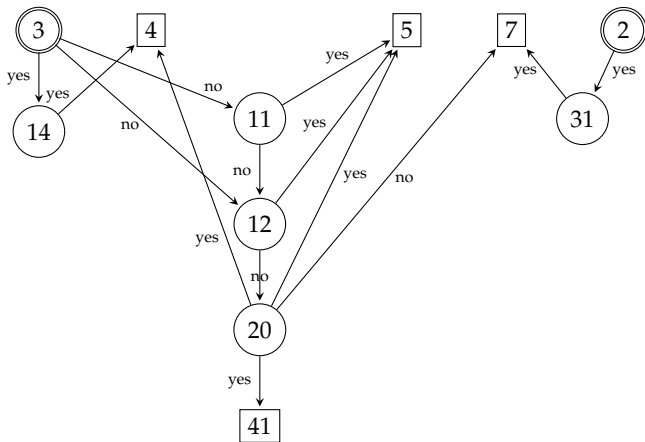 3
4
5
7
2
yes
yes
no
yes
yes
14
no
11
yes
31
no
yes
no
12
yes
no
20
yes
41